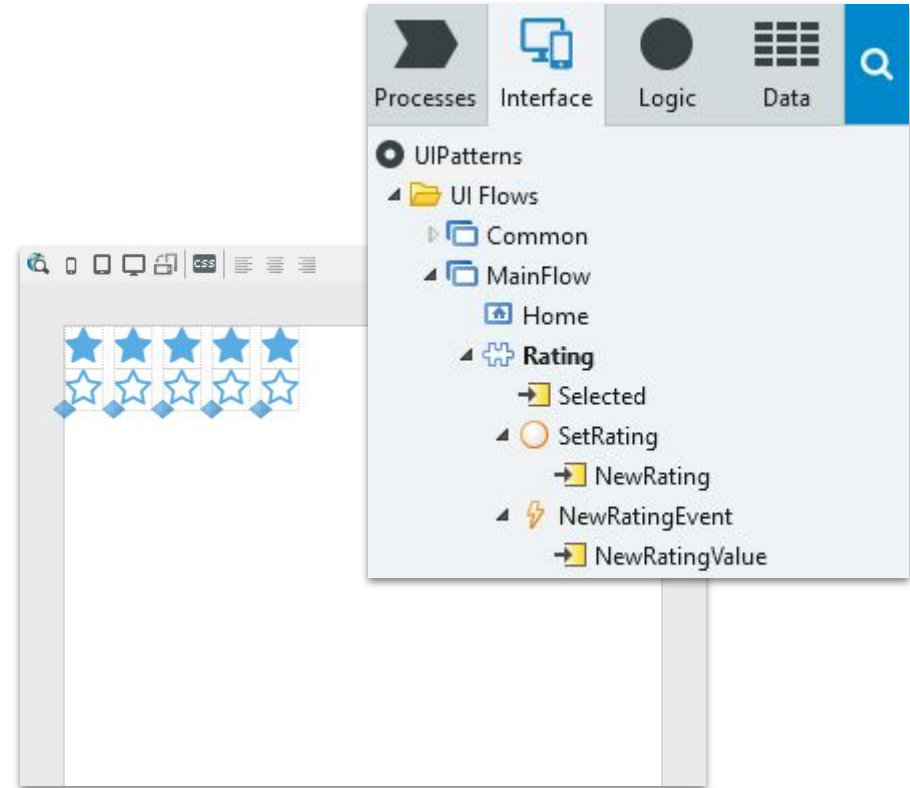 Processes Interface Logic Data
UIPatterns
UI Flows
Common
MainFlow
Home
Rating
Selected
SetRating
NewRating
NewRatingEvent
NewRatingValue
css